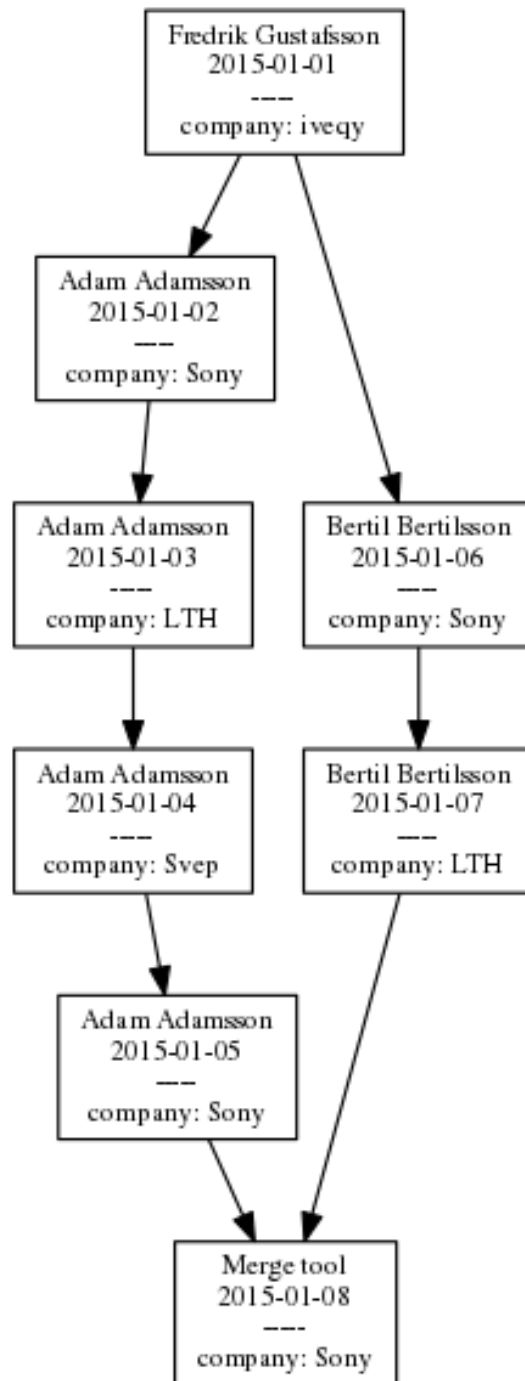 Fredrik Gustafsson
2015-01-01
-----
company: iveqy
Adam Adamsson
2015-01-02
-----
company: Sony
Adam Adamsson
2015-01-03
-----
company: LTH
Bertil Bertilsson
2015-01-06
-----
company: Sony
Adam Adamsson
2015-01-04
-----
company: Svep
Bertil Bertilsson
2015-01-07
-----
company: LTH
Adam Adamsson
2015-01-05
-----
company: Sony
Merge tool
2015-01-08
-----
company: Sony